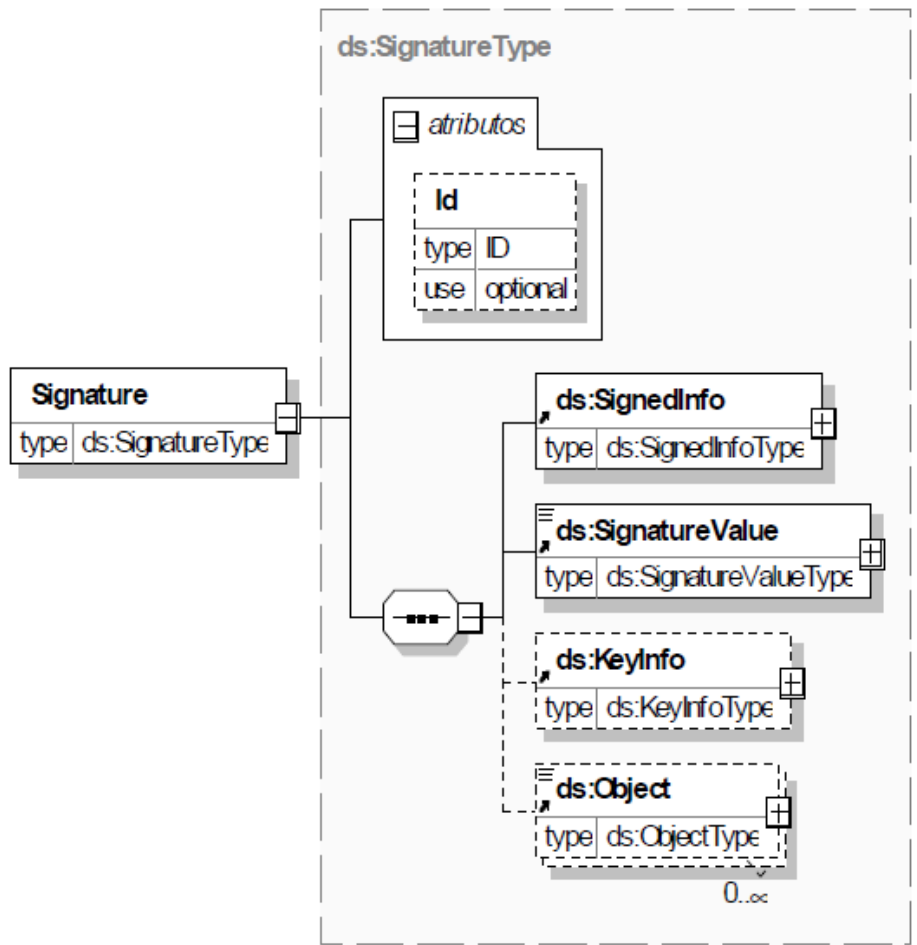 ds:SignatureType
atributos
Id
type ID
use optional
Signature
type ds:SignatureType
ds:SignedInfo
type ds:SignedInfoType
ds:SignatureValue
type ds:SignatureValueType
ds:KeyInfo
type ds:KeyInfoType
ds:Object
type ds:ObjectType
0..∞